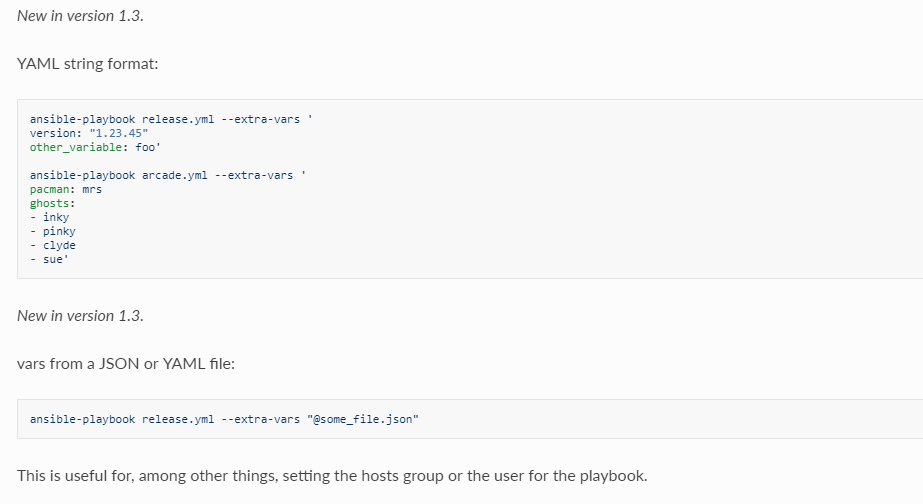 New in version 1.3.
YAML string format:
ansible-playbook release.yml --extra-vars '
version: "1.23.45"
other_variable: foo'
ansible-playbook arcade.yml --extra-vars '
pacman: mrs
ghosts:
- inky
- pinky
- clyde
- sue'
New in version 1.3.
vars from a JSON or YAML file:
ansible-playbook release.yml --extra-vars "@some_file.json"
This is useful for, among other things, setting the hosts group or the user for the playbook.